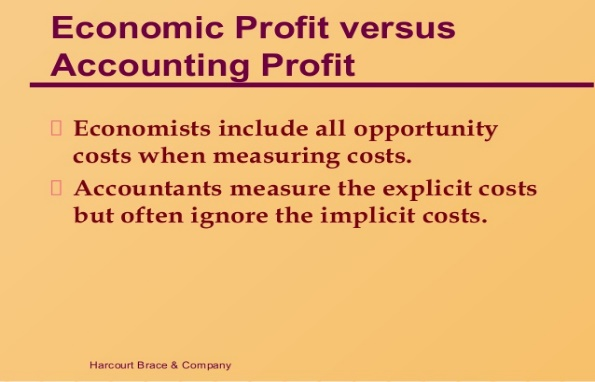 Economic Profit versus
Accounting Profit
Economists include all opportunity
costs when measuring costs.
Accountants measure the explicit costs
but often ignore the implicit costs.
Harcourt Brace & Company